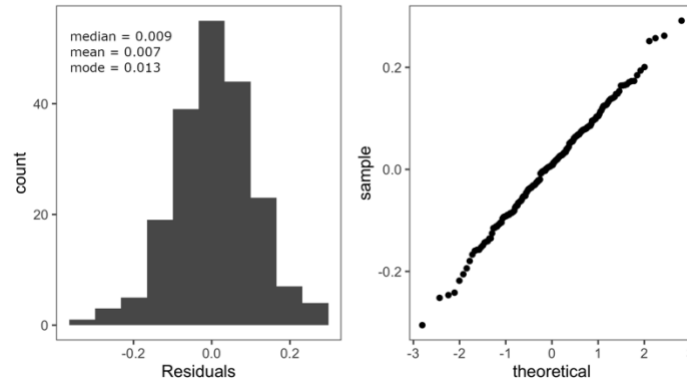 median = 0.009
mean = 0.007
mode = 0.013
count
40
20
0
-0.2
0.0
0.2
Residuals
sample
0.2
0.0
-0.2
-3
-2
-1
0
1
2
theoretical